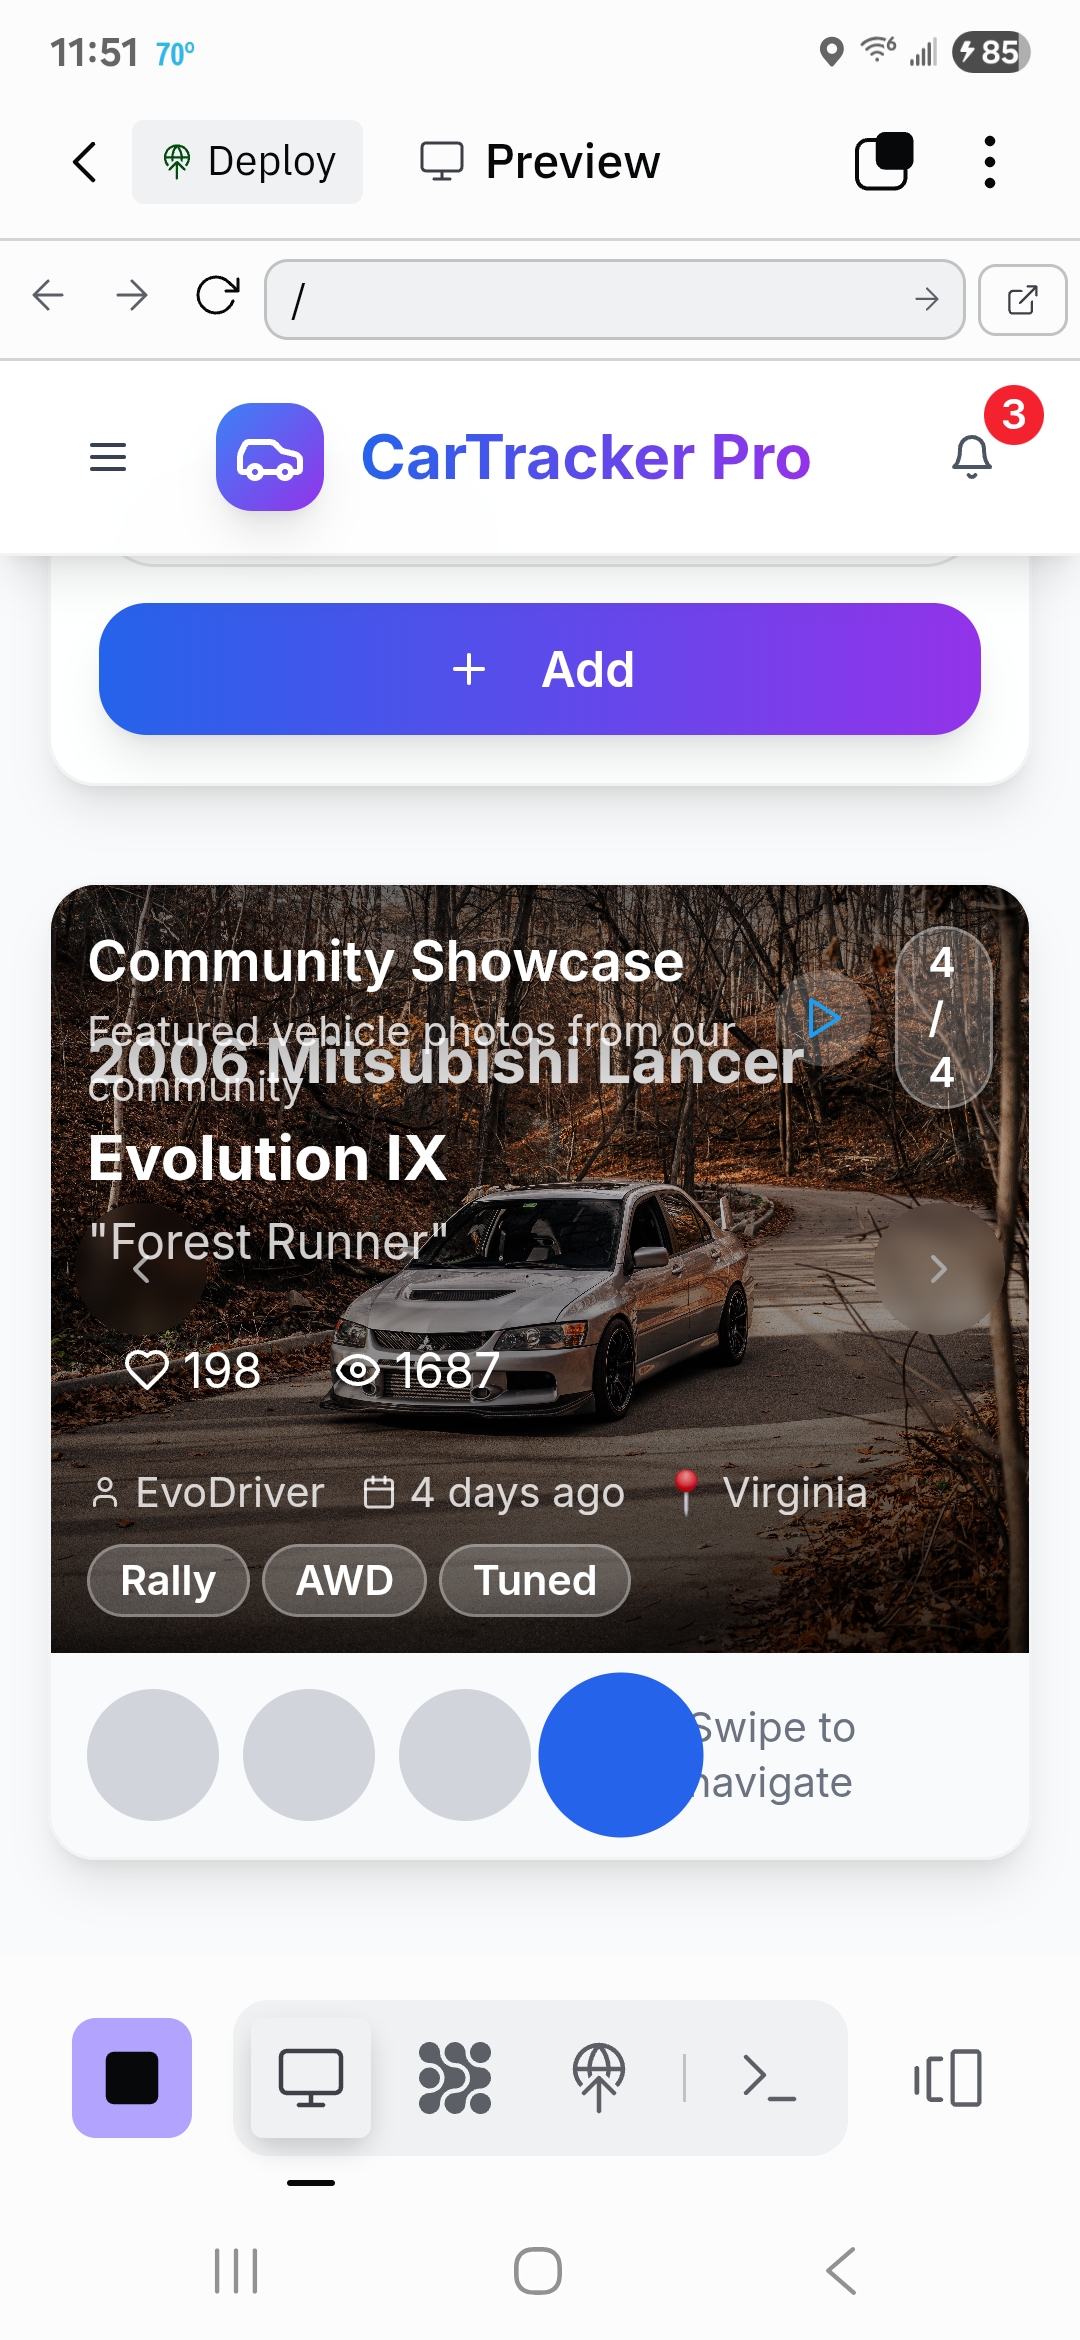 11:51 70°
6
85
Deploy
Preview
/
CarTracker Pro
3
+ Add
Community Showcase
4
/
4
Featured vehicle photos from our
community
2006 Mitsubishi Lancer
Evolution IX
"Forest Runner"
198 1687
EvoDriver 4 days ago 📍 Virginia
Rally AWD Tuned
Swipe to
navigate